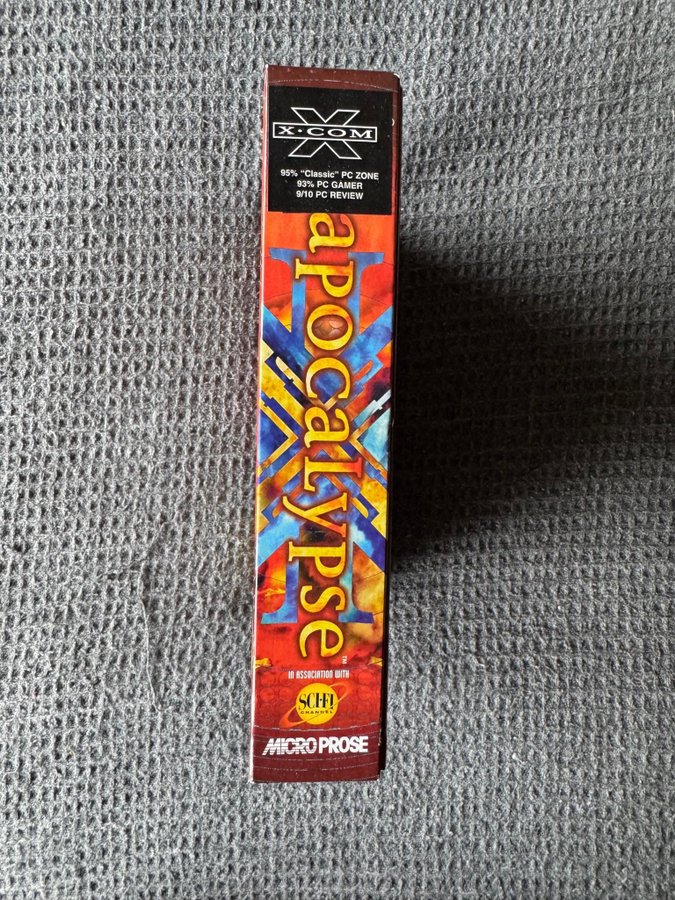 X·COM
95% "Classic" PC ZONE
93% PC GAMER
9/10 PC REVIEW
apocalypse™
IN ASSOCIATION WITH
SCI-FI
CHANNEL
MICROPROSE